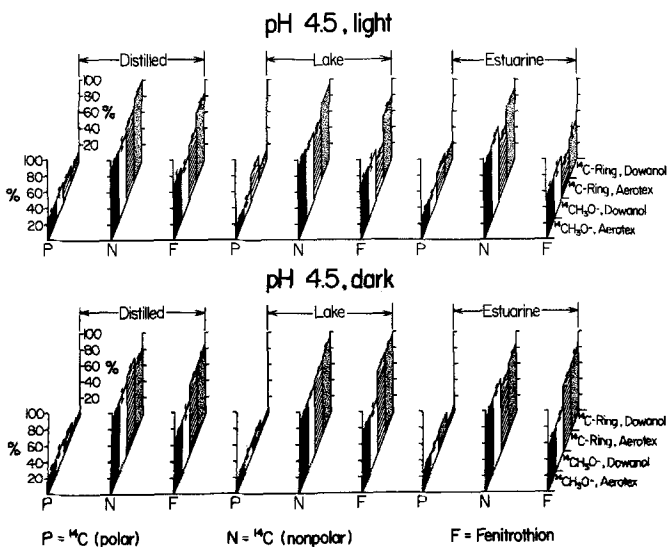 pH 4.5, light
Distilled Lake Estuarine
100
80
60
40
20
%
100
80
60
40
20
%
¹⁴C-Ring, Dowanol
¹⁴C-Ring, Aerotex
¹⁴CH₃O-, Dowanol
¹⁴CH₃O-, Aerotex
P N F P N F P N F
pH 4.5, dark
Distilled Lake Estuarine
100
80
60
40
20
%
100
80
60
40
20
%
¹⁴C-Ring, Dowanol
¹⁴C-Ring, Aerotex
¹⁴CH₃O-, Dowanol
¹⁴CH₃O-, Aerotex
P N F P N F P N F
P = ¹⁴C (polar) N = ¹⁴C (nonpolar) F = Fenitrothion